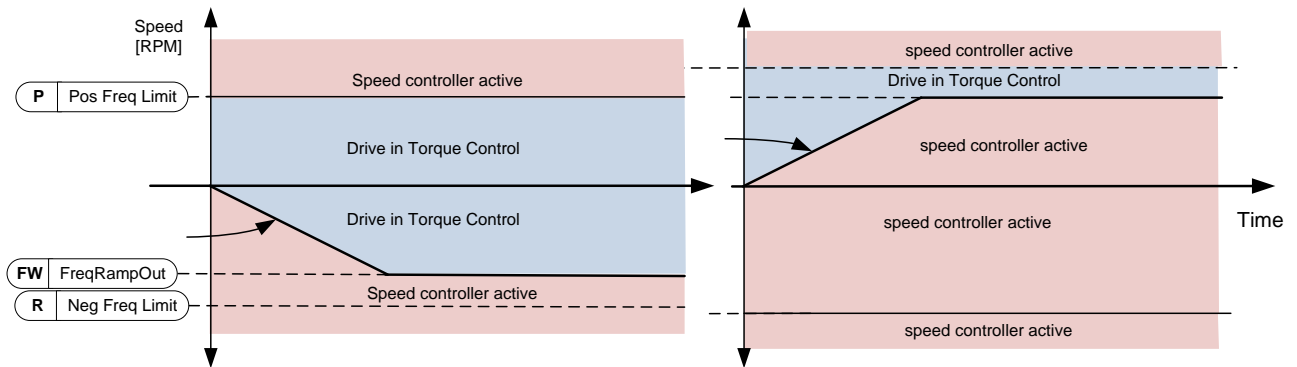 Speed
[RPM]
Speed controller active
P Pos Freq Limit
Drive in Torque Control
Drive in Torque Control
FW FreqRampOut
Speed controller active
R Neg Freq Limit
speed controller active
Drive in Torque Control
speed controller active
speed controller active
Time
speed controller active